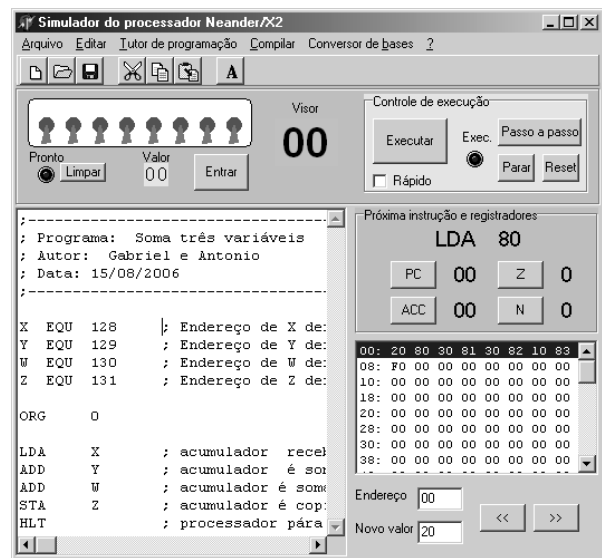 Simulador do processador Neander/X2
Arquivo Editar Tutor de programação Compilar Conversor de bases ?
A
Visor
00
Pronto
Limpar
Valor
00
Entrar
Controle de execução
Executar
Exec.
Passo a passo
Parar
Reset
Rápido
;---------------------------------
; Programa: Soma três variáveis
; Autor: Gabriel e Antonio
; Data: 15/08/2006
;---------------------------------
X EQU 128 ; Endereço de X de:
Y EQU 129 ; Endereço de Y de:
W EQU 130 ; Endereço de W de:
Z EQU 131 ; Endereço de Z de:
ORG 0
LDA X ; acumulador
ADD Y ; acumulador é
ADD W ; acumulador é
STA Z ; acumulador é
HLT ; processador pára
Próxima instrução e registradores
LDA 80
PC 00 Z 0
ACC 00 N 0
00: 20 80 30 81 30 82 10 83
08: F0 00 00 00 00 00 00 00
10: 00 00 00 00 00 00 00 00
18: 00 00 00 00 00 00 00 00
20: 00 00 00 00 00 00 00 00
28: 00 00 00 00 00 00 00 00
30: 00 00 00 00 00 00 00 00
38: 00 00 00 00 00 00 00 00
Endereço 00
Novo valor 20
<< >>